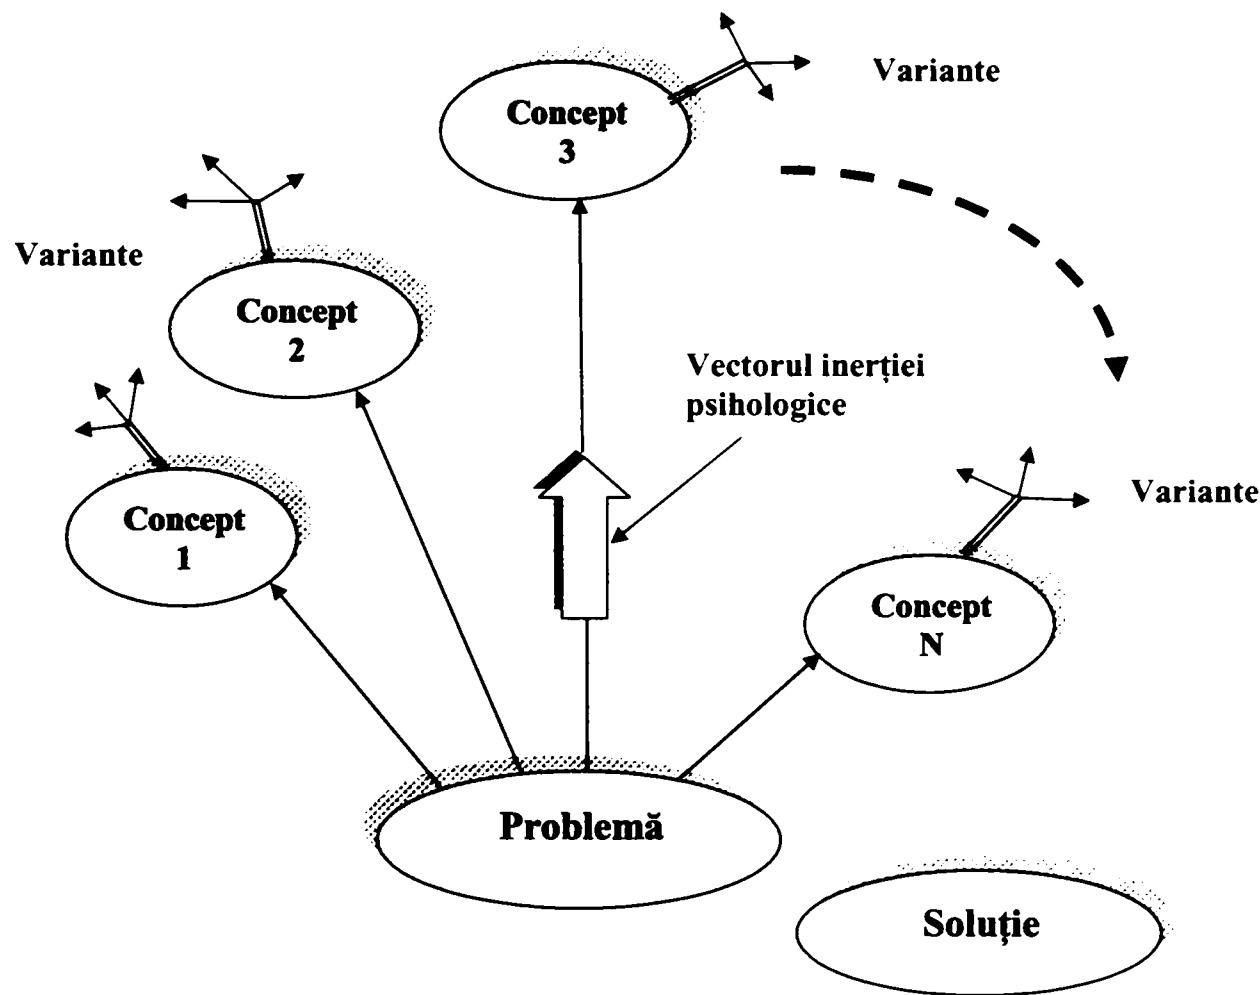 Concept
3
Variante
Variante
Concept
2
Vectorul inerției
psihologice
Concept
1
Variante
Concept
N
Problemă
Soluție